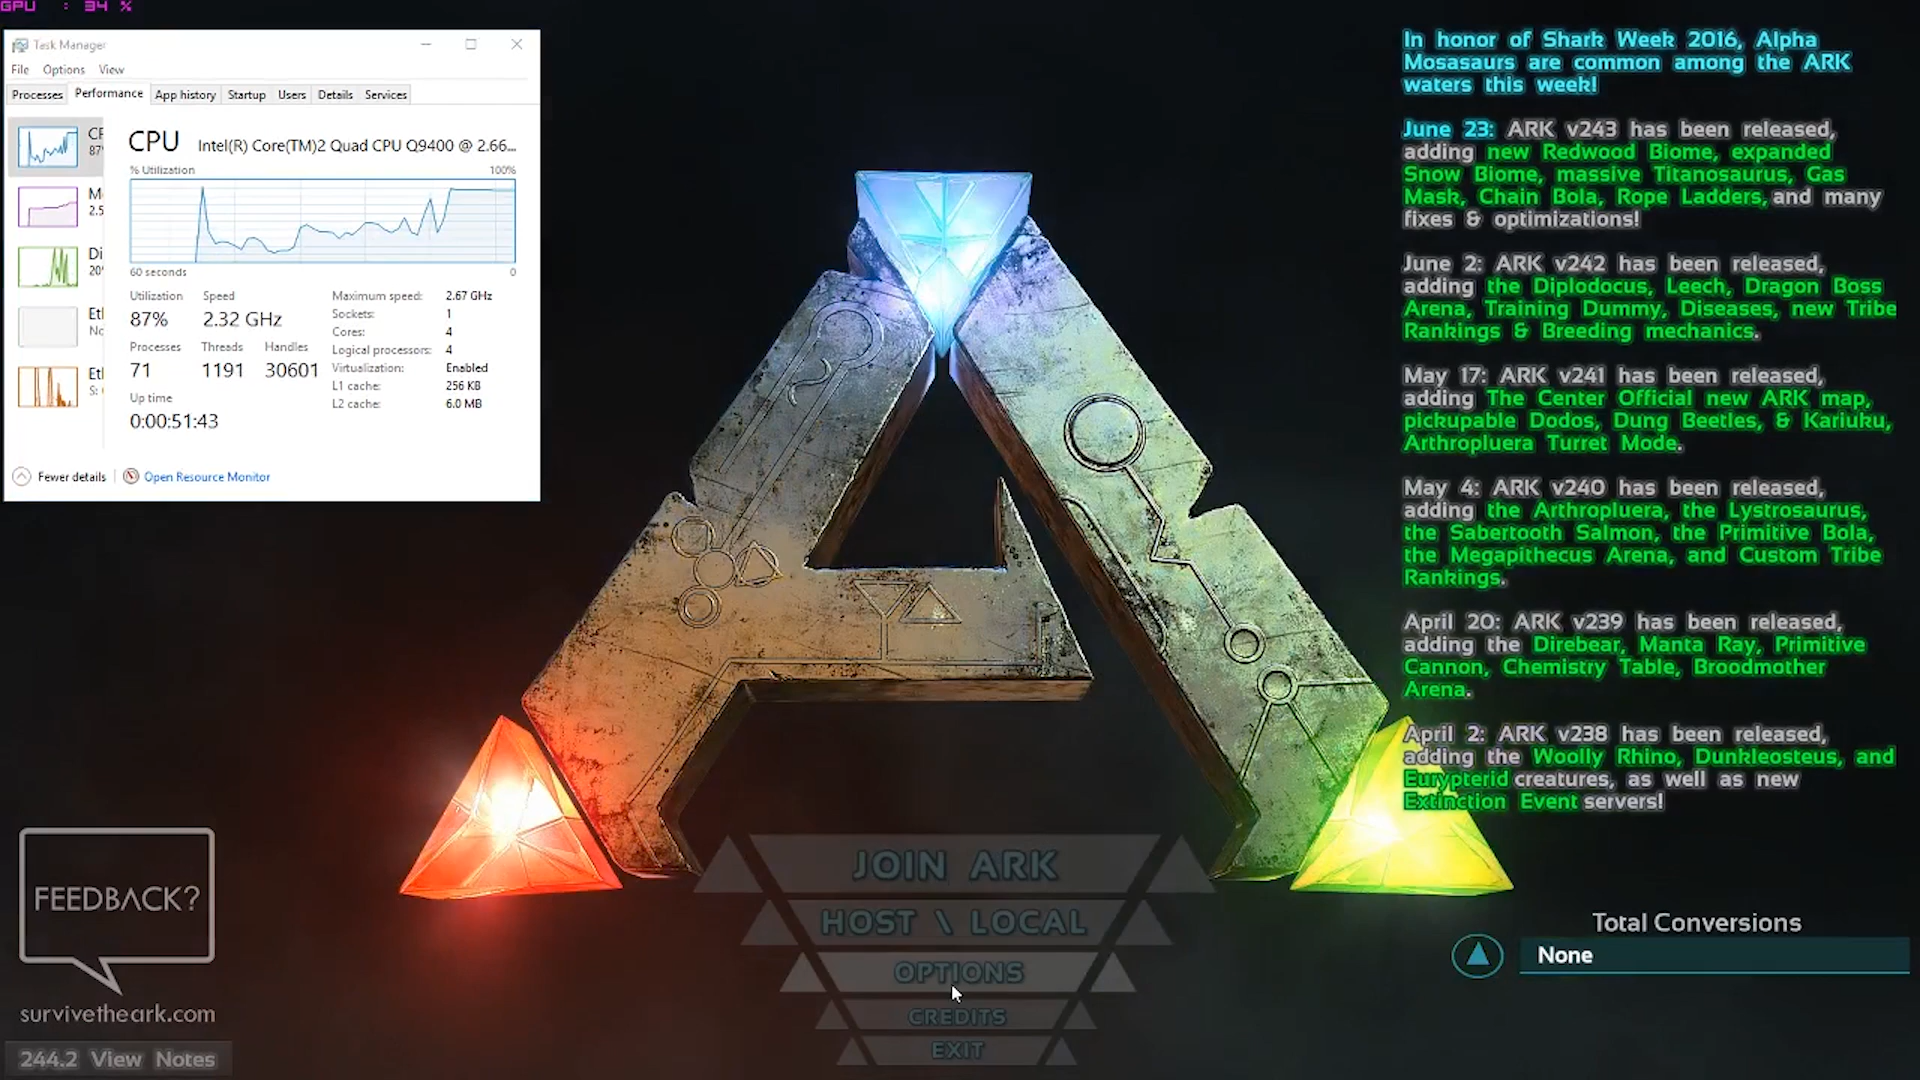 GPU : 34 %
Task Manager
File Options View
Processes Performance App history Startup Users Details Services
CPU Intel(R) Core(TM)2 Quad CPU Q9400 @ 2.66...
% Utilization 100%
60 seconds 0
Utilization Speed
87% 2.32 GHz
Processes Threads Handles
71 1191 30601
Up time
0:00:51:43
Maximum speed: 2.67 GHz
Sockets: 1
Cores: 4
Logical processors: 4
Virtualization: Enabled
L1 cache: 256 KB
L2 cache: 6.0 MB
Fewer details Open Resource Monitor
In honor of Shark Week 2016, Alpha
Mosasaurs are common among the ARK
waters this week!
June 23: ARK v243 has been released,
adding new Redwood Biome, expanded
Snow Biome, massive Titanosaurus, Gas
Mask, Chain Bola, Rope Ladders, and many
fixes & optimizations!
June 2: ARK v242 has been released,
adding the Diplodocus, Leech, Dragon Boss
Arena, Training Dummy, Diseases, new Tribe
Rankings & Breeding mechanics.
May 17: ARK v241 has been released,
adding The Center Official new ARK map,
pickupable Dodos, Dung Beetles, & Kariuku,
Arthropluera Turret Mode.
May 4: ARK v240 has been released,
adding the Arthropluera, the Lystrosaurus,
the Sabertooth Salmon, the Primitive Bola,
the Megapithecus Arena, and Custom Tribe
Rankings.
April 20: ARK v239 has been released,
adding the Direbear, Manta Ray, Primitive
Cannon, Chemistry Table, Broodmother
Arena.
April 2: ARK v238 has been released,
adding the Woolly Rhino, Dunkleosteus, and
Eurypterid creatures, as well as new
Extinction Event servers!
JOIN ARK
HOST \ LOCAL
OPTIONS
CREDITS
EXIT
FEEDBACK?
survivetheark.com
244.2 View Notes
Total Conversions
None